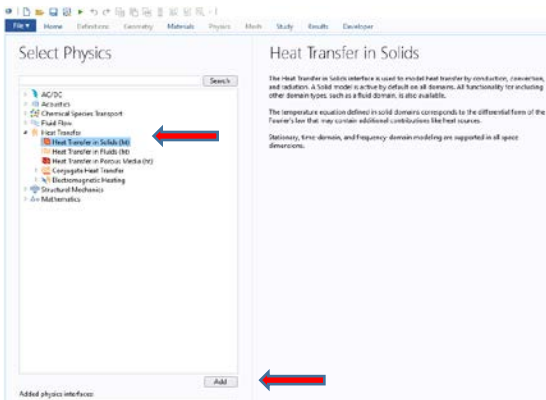 File Home Definitions Geometry Materials Physics Mesh Study Results Developer
Select Physics
Search
AC/DC
Acoustics
Chemical Species Transport
Fluid Flow
Heat Transfer
Heat Transfer in Solids (ht)
Heat Transfer in Fluids (ht)
Heat Transfer in Porous Media (ht)
Conjugate Heat Transfer
Electromagnetic Heating
Structural Mechanics
Mathematics
Add
Added physics interfaces:
Heat Transfer in Solids
The Heat Transfer in Solids interface is used to model heat transfer by conduction, convection,
and radiation. A Solid model is active by default on all domains. All functionality for including
other domain types, such as a fluid domain, is also available.
The temperature equation defined in solid domains corresponds to the differential form of the
Fourier's law that may contain additional contributions like heat sources.
Stationary, time-domain, and frequency-domain modeling are supported in all space
dimensions.